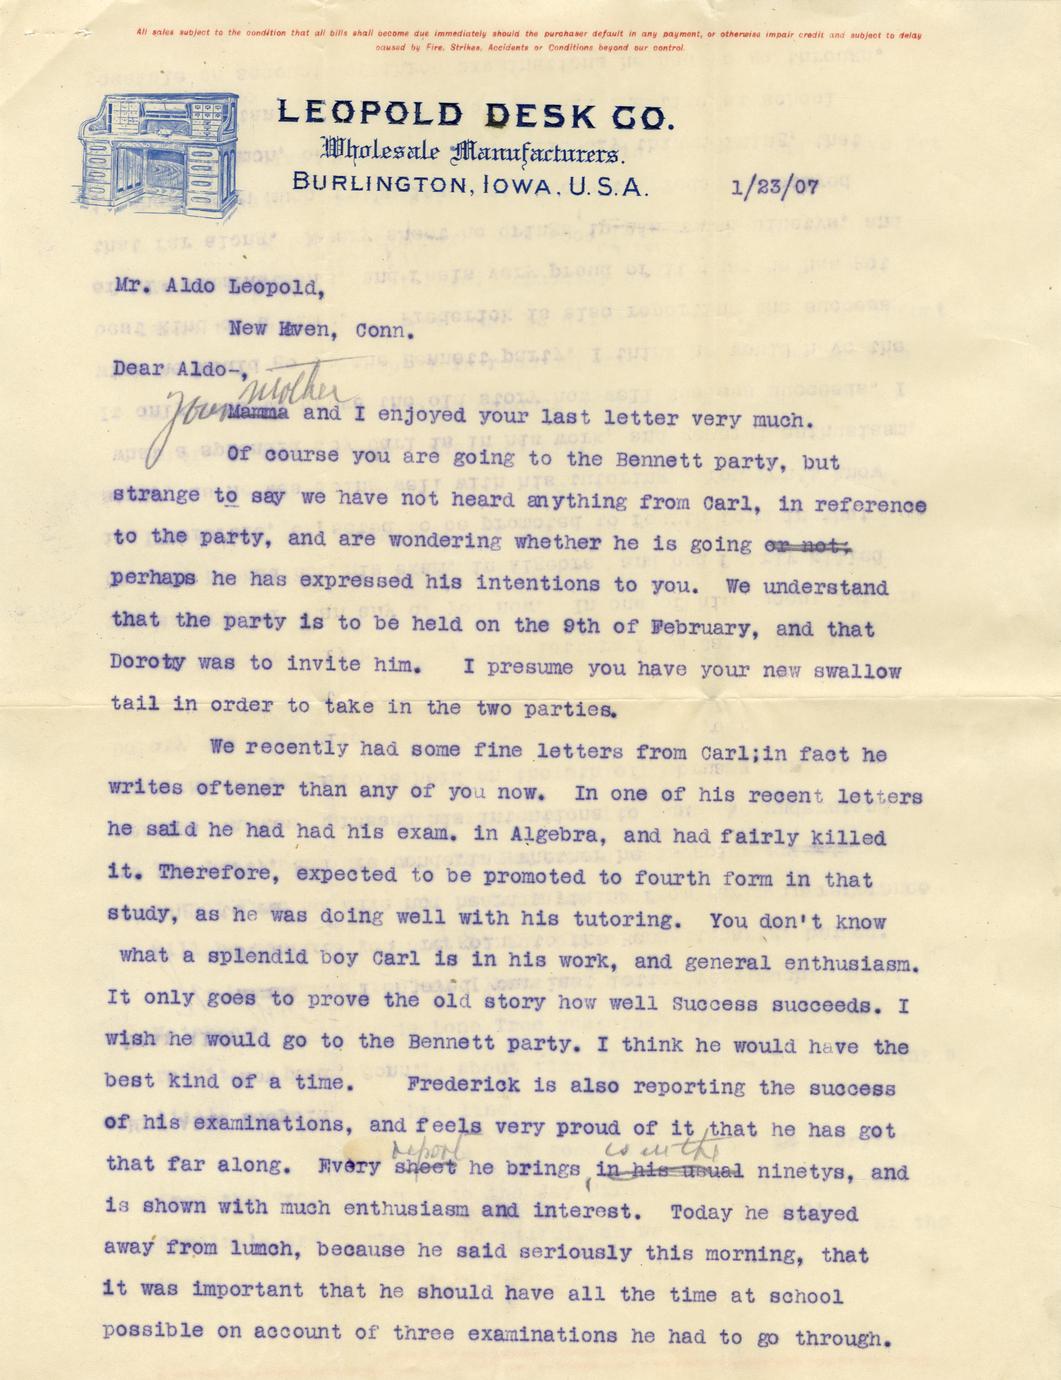 All sales subject to the condition that all bills shall become due immediately should the purchaser default in any payment, or otherwise impair credit and subject to delay
caused by Fire, Strikes, Accidents or Conditions beyond our control.
LEOPOLD DESK CO.
Wholesale Manufacturers.
BURLINGTON, IOWA, U.S.A.
1/23/07
Mr. Aldo Leopold,
New Haven, Conn.
Dear Aldo-,
Your Mother
Mamma and I enjoyed your last letter very much.
Of course you are going to the Bennett party, but
strange to say we have not heard anything from Carl, in reference
to the party, and are wondering whether he is going or not;
perhaps he has expressed his intentions to you. We understand
that the party is to be held on the 9th of February, and that
Doroty was to invite him. I presume you have your new swallow
tail in order to take in the two parties.
We recently had some fine letters from Carl;in fact he
writes oftener than any of you now. In one of his recent letters
he said he had had his exam. in Algebra, and had fairly killed
it. Therefore, expected to be promoted to fourth form in that
study, as he was doing well with his tutoring. You don't know
what a splendid boy Carl is in his work, and general enthusiasm.
It only goes to prove the old story how well Success succeeds. I
wish he would go to the Bennett party. I think he would have the
best kind of a time. Frederick is also reporting the success
of his examinations, and feels very proud of it that he has got
report is in the
that far along. Every sheet he brings, in his usual ninetys, and
is shown with much enthusiasm and interest. Today he stayed
away from lunch, because he said seriously this morning, that
it was important that he should have all the time at school
possible on account of three examinations he had to go through.